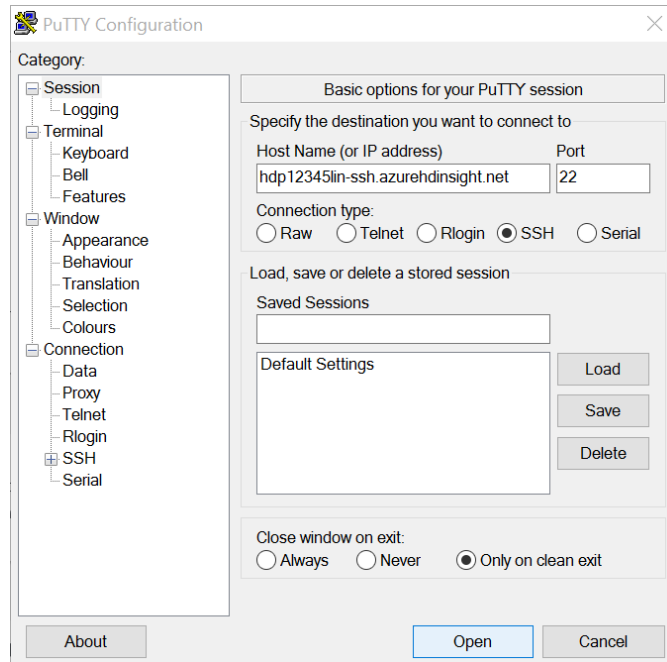 PuTTY Configuration
Category:
Session
Logging
Terminal
Keyboard
Bell
Features
Window
Appearance
Behaviour
Translation
Selection
Colours
Connection
Data
Proxy
Telnet
Rlogin
SSH
Serial
Basic options for your PuTTY session
Specify the destination you want to connect to
Host Name (or IP address) Port
hdp12345lin-ssh.azurehdinsight.net 22
Connection type:
Raw Telnet Rlogin SSH Serial
Load, save or delete a stored session
Saved Sessions
Default Settings
Load
Save
Delete
Close window on exit:
Always Never Only on clean exit
About Open Cancel